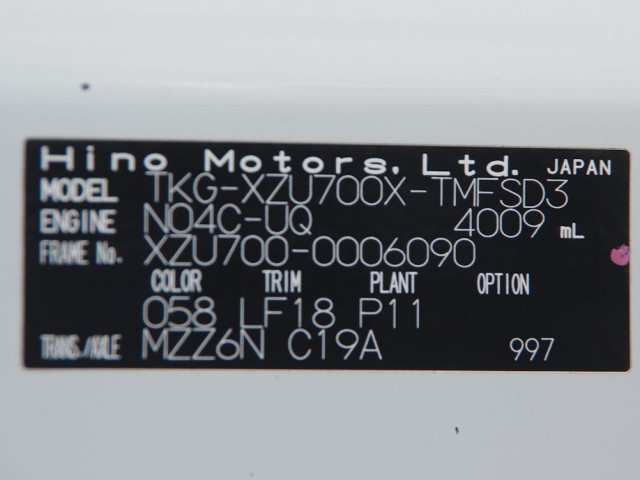 Hino Motors, Ltd. JAPAN
MODEL TKG-XZU700X-TMFSD3
ENGINE N04C-UQ 4009 mL
FRAME No. XZU700-0006090
COLOR TRIM PLANT OPTION
058 LF18 P11
TRANS./AXLE MZZ6N C19A 997